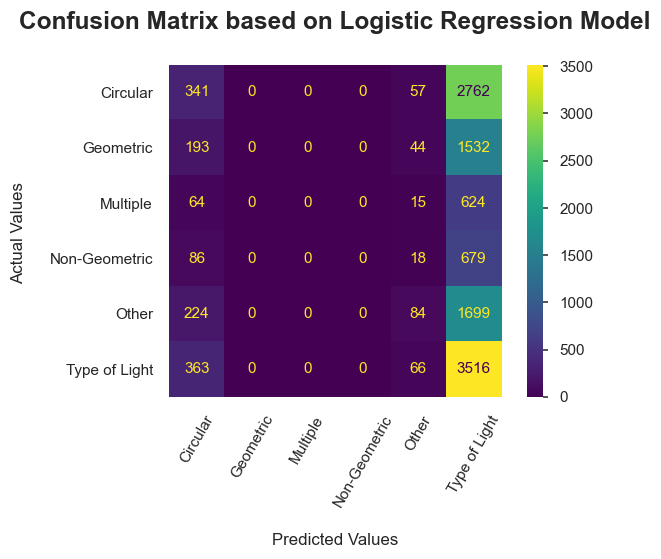 Confusion Matrix based on Logistic Regression Model
Circular 341 0 0 0 57 2762
Geometric 193 0 0 0 44 1532
Multiple 64 0 0 0 15 624
Non-Geometric 86 0 0 0 18 679
Other 224 0 0 0 84 1699
Type of Light 363 0 0 0 66 3516
Actual Values
Circular Geometric Multiple Non-Geometric Other Type of Light
Predicted Values
3500
3000
2500
2000
1500
1000
500
0